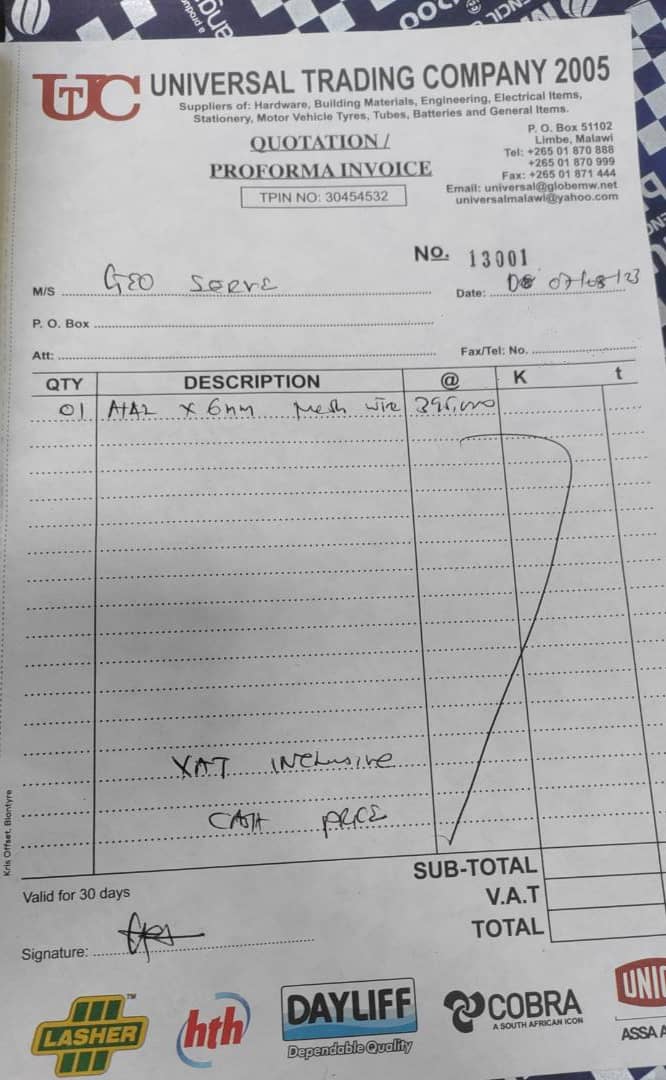 UTC UNIVERSAL TRADING COMPANY 2005
Suppliers of: Hardware, Building Materials, Engineering, Electrical Items,
Stationery, Motor Vehicle Tyres, Tubes, Batteries and General Items.
QUOTATION /
PROFORMA INVOICE
TPIN NO: 30454532
P. O. Box 51102
Limbe, Malawi
Tel: +265 01 870 888
+265 01 870 999
Fax: +265 01 871 444
Email: universal@globemw.net
universalmalawi@yahoo.com
NO. 13001
M/S GEO SERVE
Date: 07/08/23
P. O. Box
Att:
Fax/Tel: No.
QTY DESCRIPTION @ K t
01 x 6mm Mesh wire 395,000
VAT INCLUSIVE
CASH PRICE
SUB-TOTAL
Valid for 30 days
V.A.T
TOTAL
Signature:
Kris Offset, Blantyre
LASHER
hth
DAYLIFF
Dependable Quality
COBRA
A SOUTH AFRICAN ICON